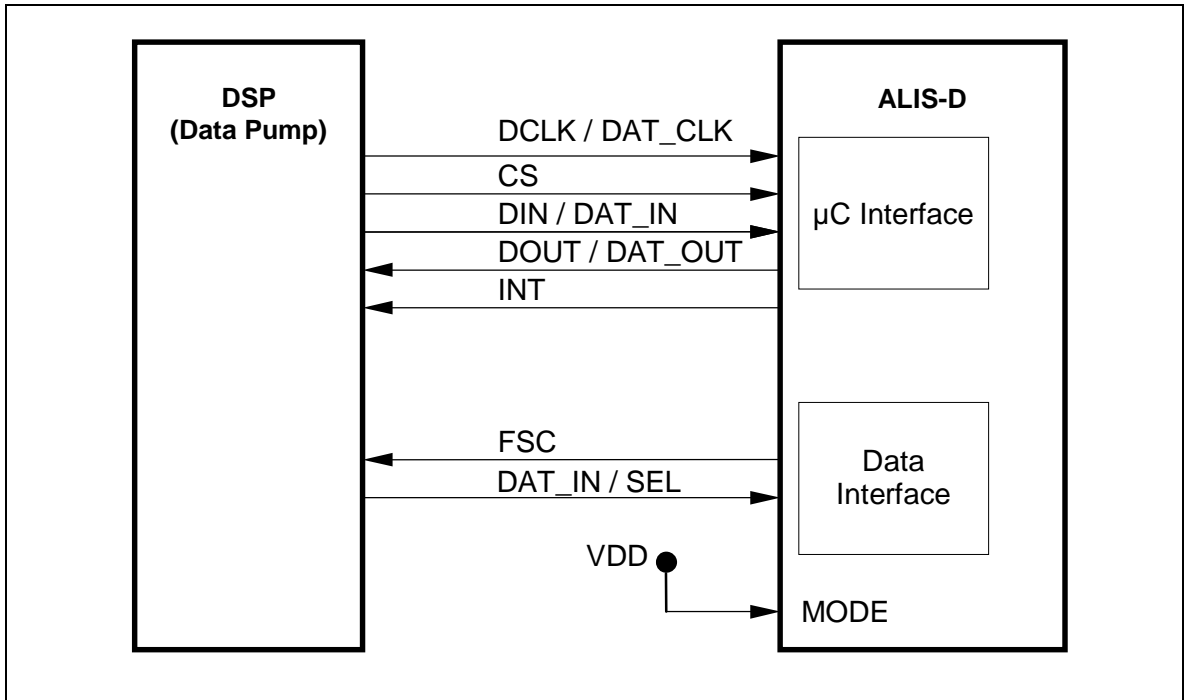 DSP
(Data Pump)
ALIS-D
DCLK / DAT_CLK
CS
DIN / DAT_IN
DOUT / DAT_OUT
INT
µC Interface
FSC
DAT_IN / SEL
Data
Interface
VDD
MODE